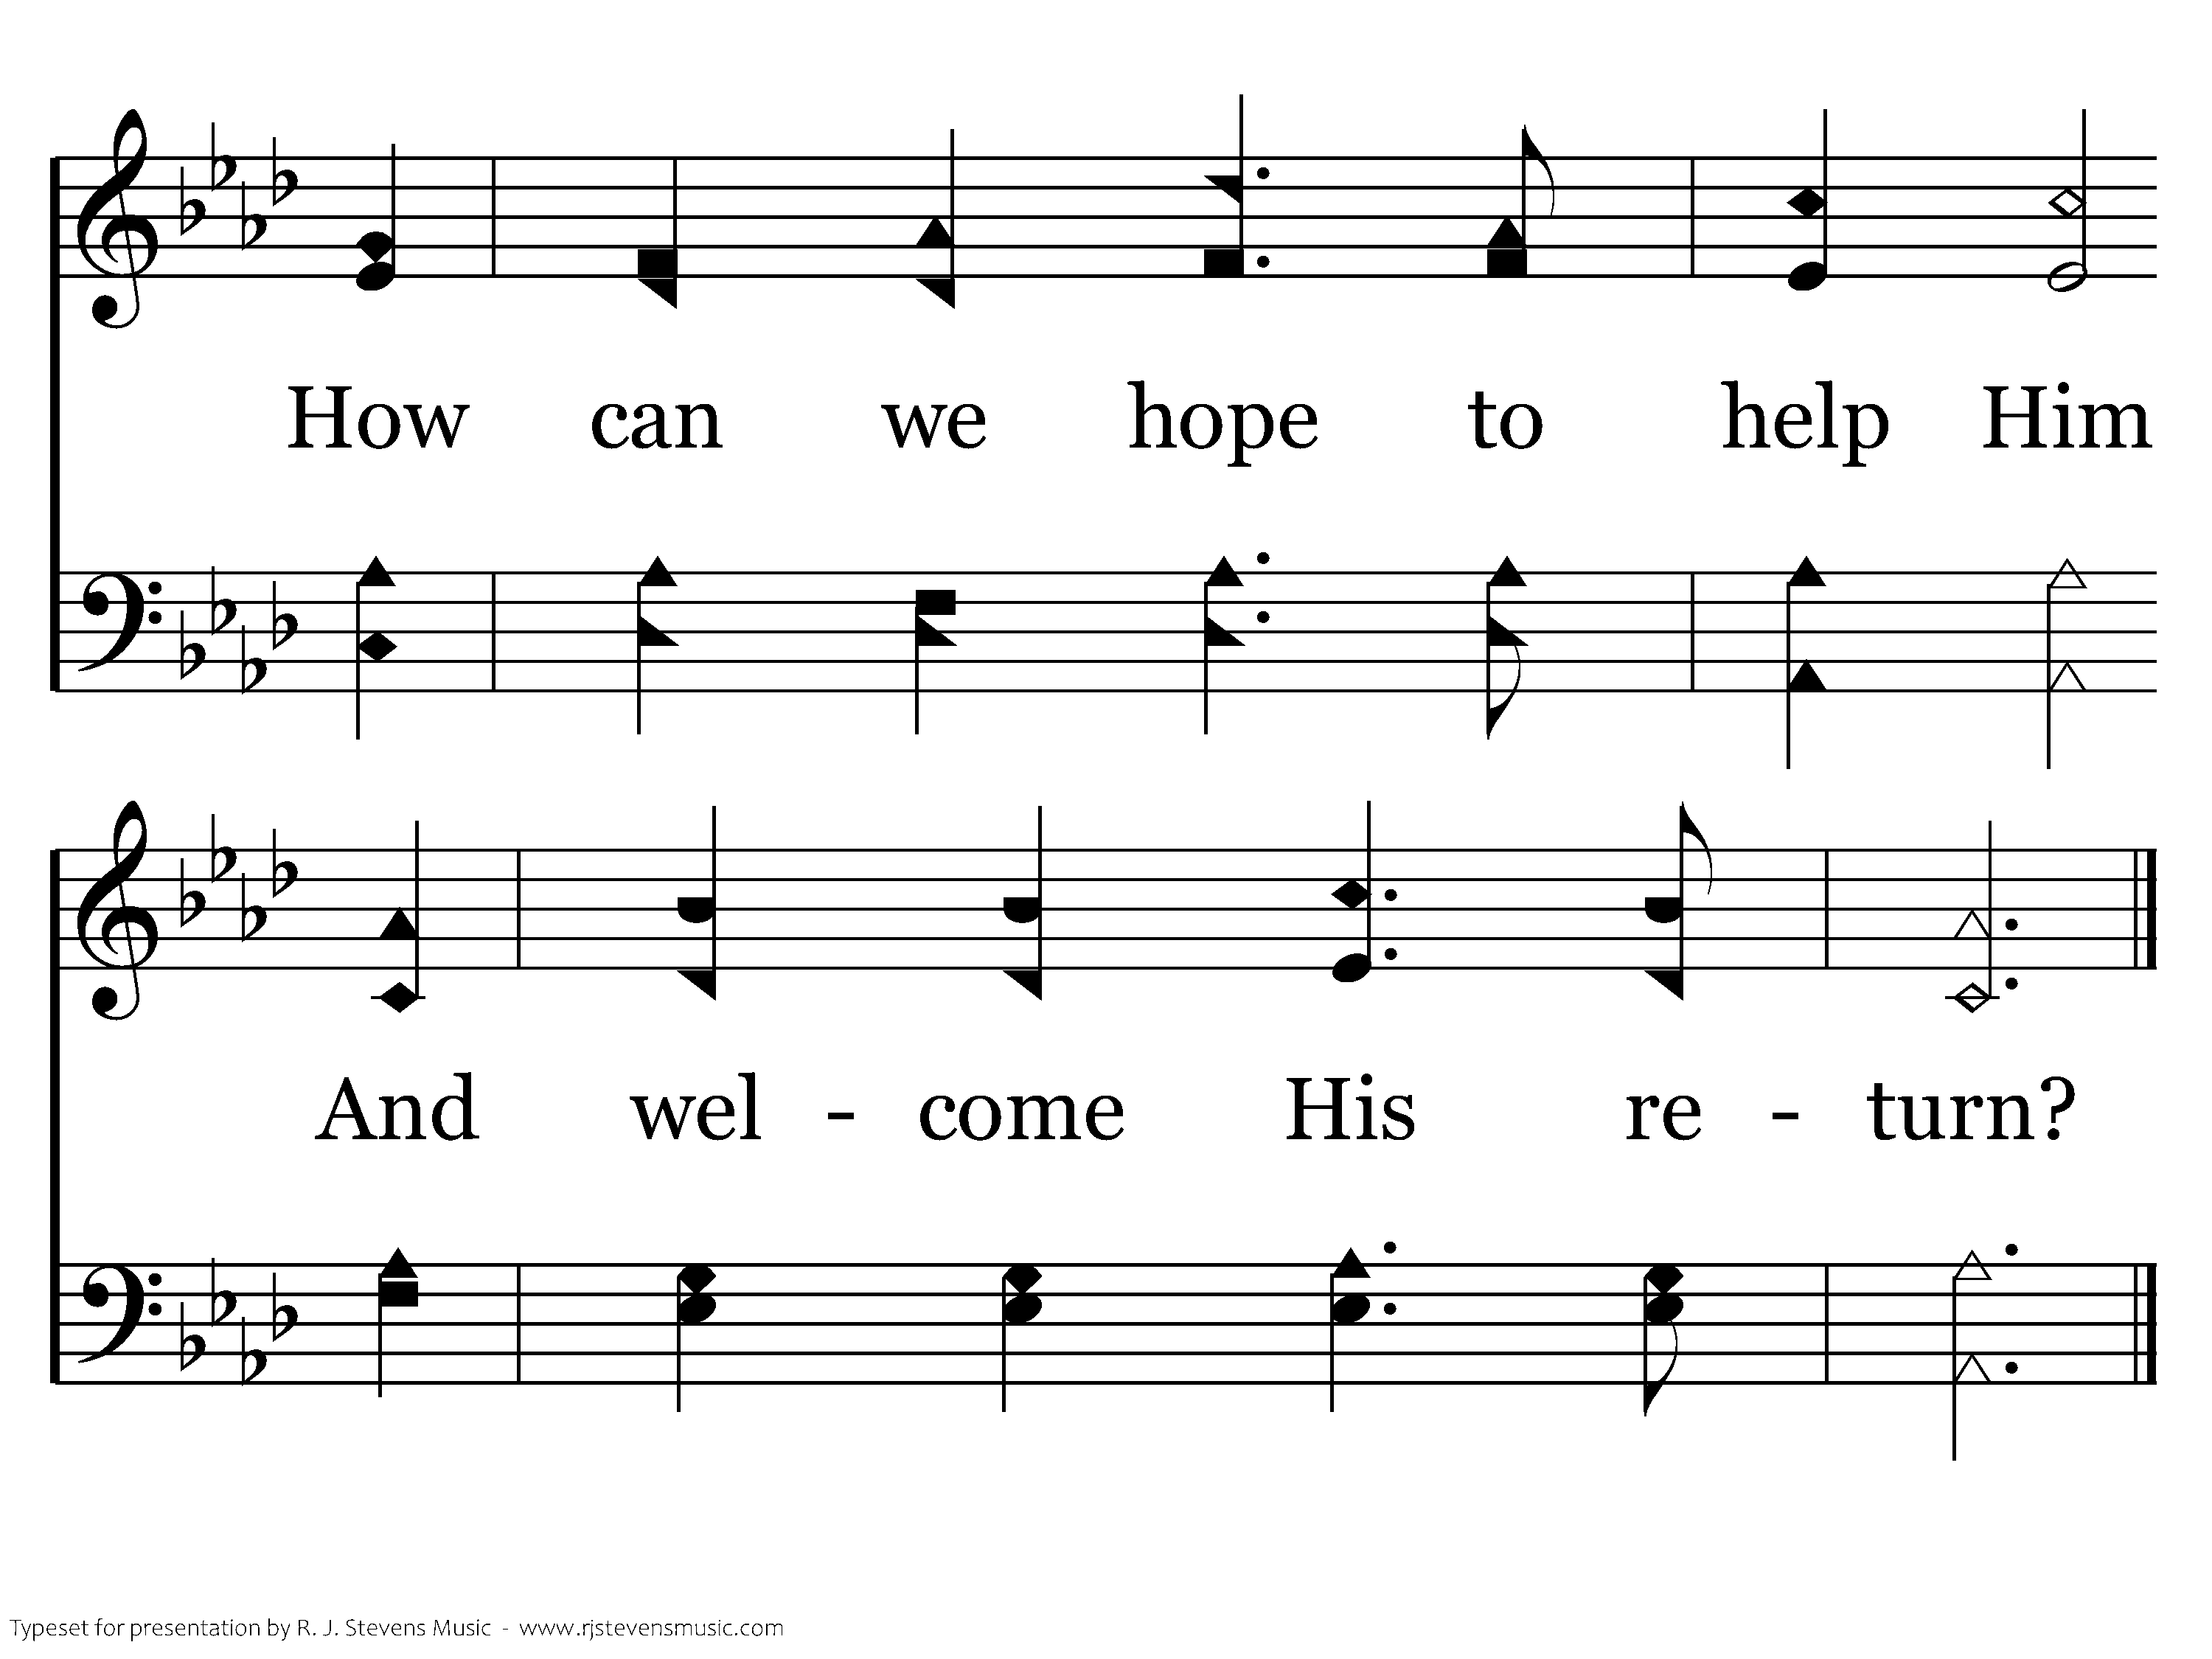 How can we hope to help Him
And wel - come His re - turn?
Typeset for presentation by R. J. Stevens Music - www.rjstevensmusic.com